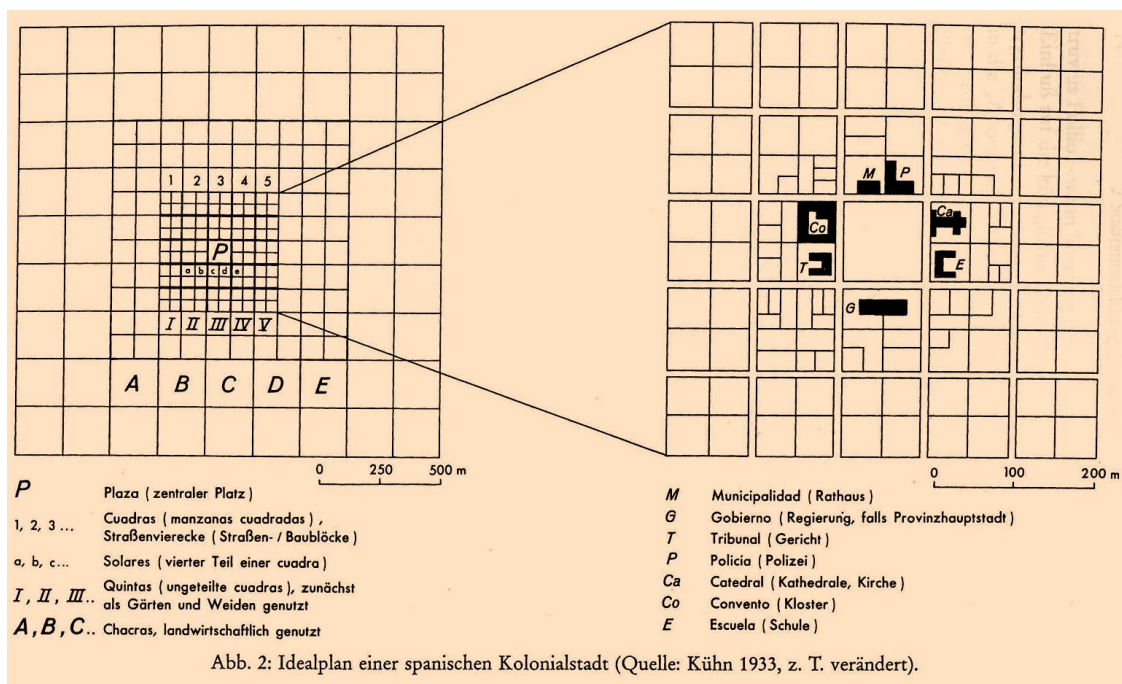 1 2 3 4 5
P
a b c d e
I II III IV V
A B C D E
0 250 500 m
M P
Co
Ca
T
E
G
0 100 200 m
P Plaza ( zentraler Platz )
1, 2, 3 ... Cuadras ( manzanas cuadradas ) ,
Straßenvierecke ( Straßen- / Baublöcke )
a, b, c... Solares ( vierter Teil einer cuadra )
I, II, III.. Quintas ( ungeteilte cuadras ), zunächst
als Gärten und Weiden genutzt
A, B, C.. Chacras, landwirtschaftlich genutzt
M Municipalidad ( Rathaus )
G Gobierno ( Regierung, falls Provinzhauptstadt )
T Tribunal ( Gericht )
P Policía ( Polizei )
Ca Catedral ( Kathedrale, Kirche )
Co Convento ( Kloster )
E Escuela ( Schule )
Abb. 2: Idealplan einer spanischen Kolonialstadt (Quelle: Kühn 1933, z. T. verändert).